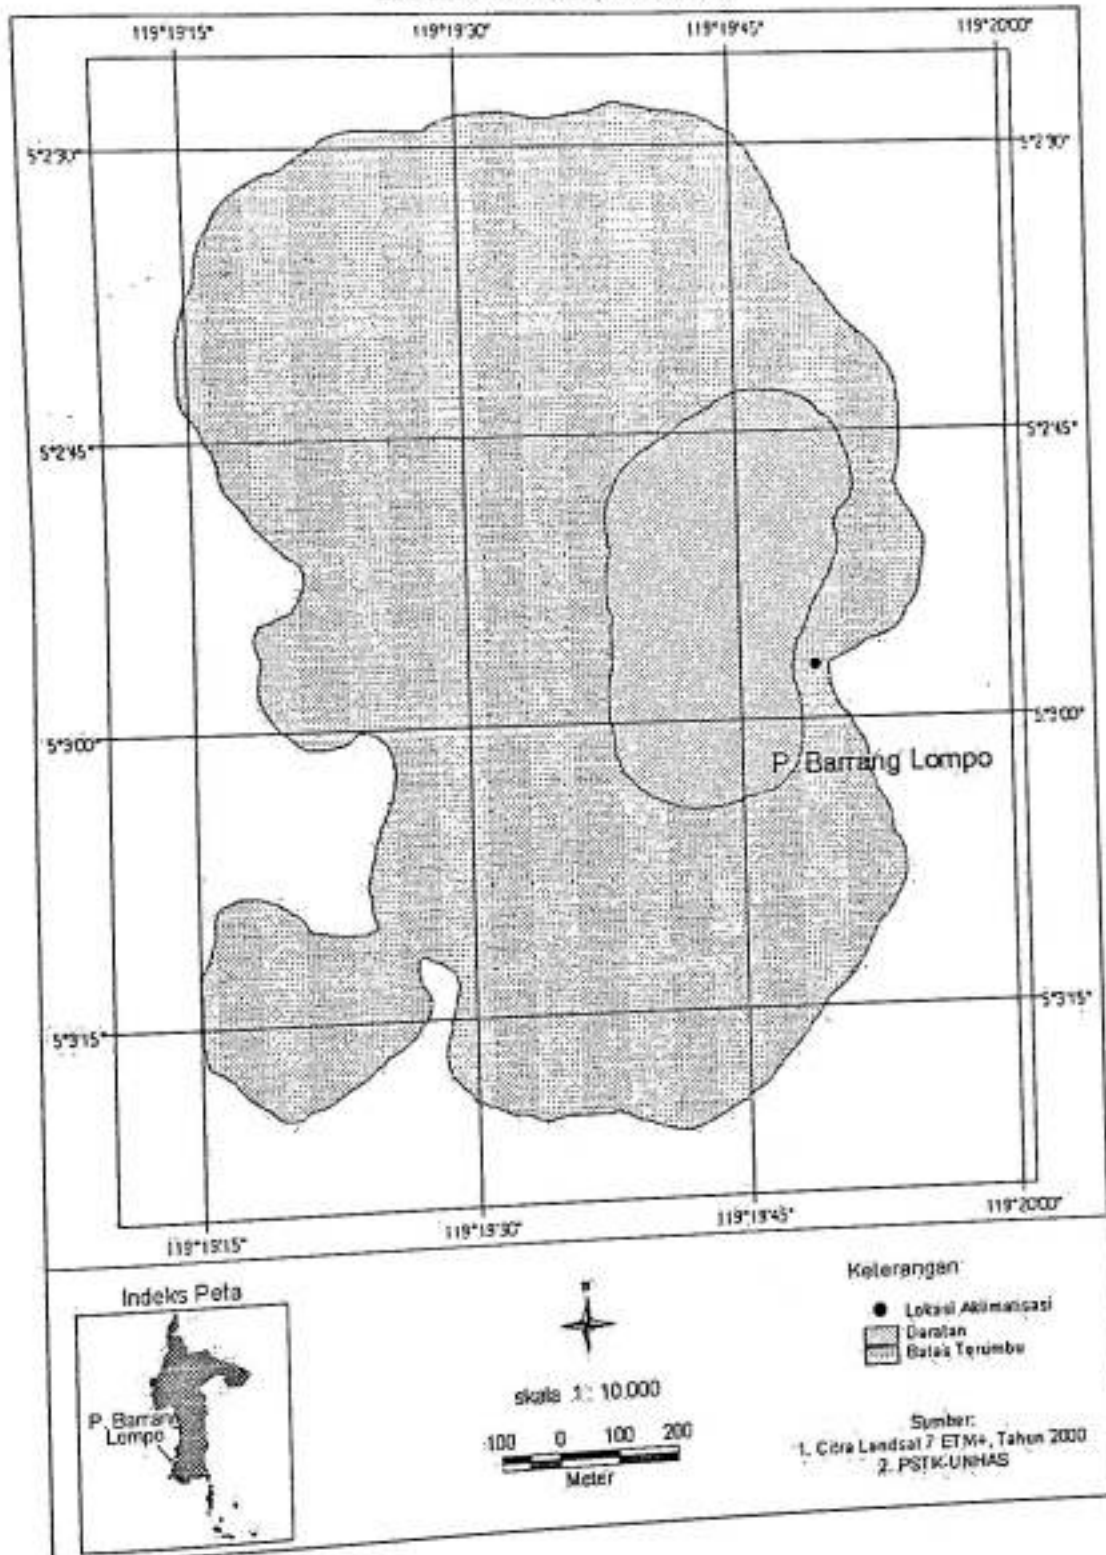 119°19'15" 119°19'30" 119°19'45" 119°20'00"
5°2'30" 5°2'30"
5°2'45" 5°2'45"
5°3'00" 5°3'00"
P. Barrang Lompo
5°3'15" 5°3'15"
119°19'15" 119°19'30" 119°19'45" 119°20'00"
Indeks Peta
P. Barrang
Lompo
N
skala 1 : 10.000
100 0 100 200
Meter
Keterangan:
Lokasi Aklimatisasi
Daratan
Batas Terumbu
Sumber:
1. Citra Landsat 7 ETM+, Tahun 2000
2. PSTK-UNHAS